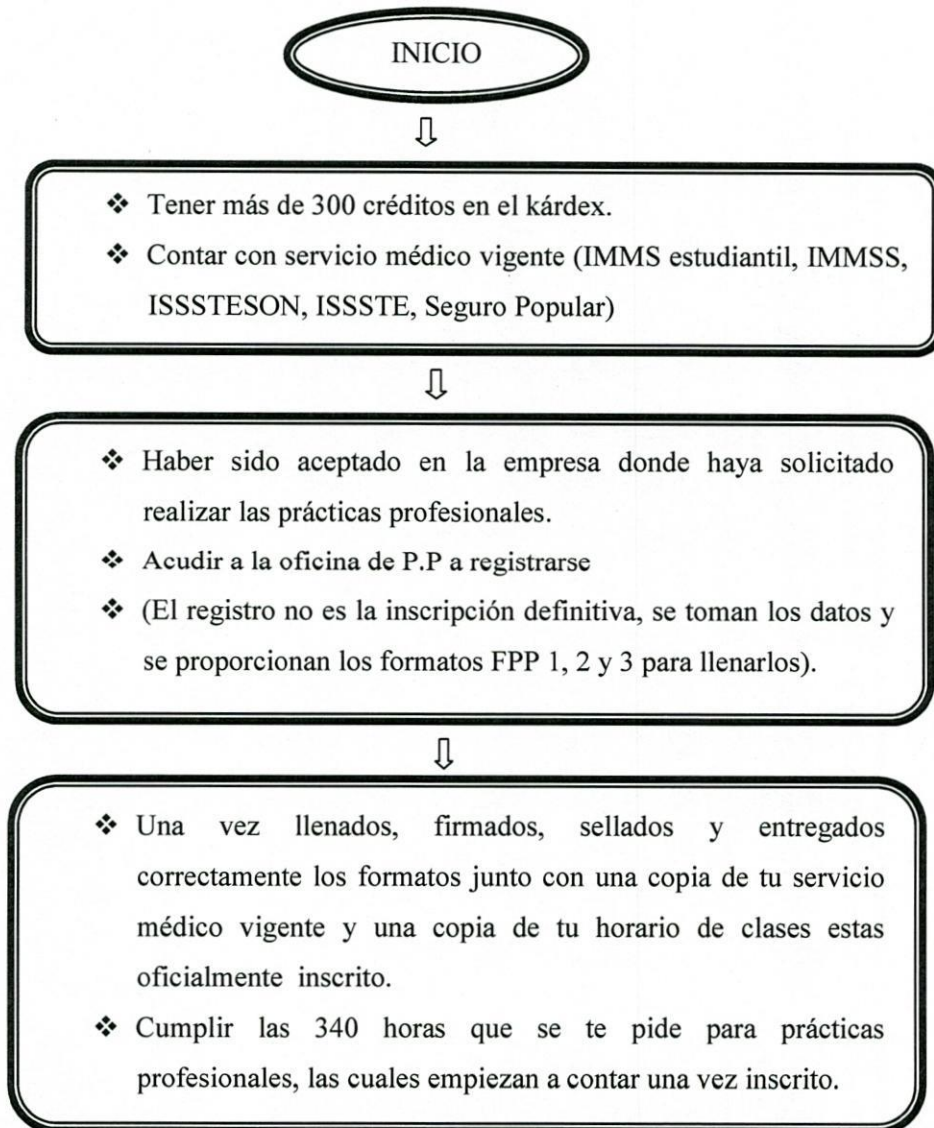 INICIO
❖ Tener más de 300 créditos en el kárdex.
❖ Contar con servicio médico vigente (IMMS estudiantil, IMMSS,
ISSSTESON, ISSSTE, Seguro Popular)
❖ Haber sido aceptado en la empresa donde haya solicitado
realizar las prácticas profesionales.
❖ Acudir a la oficina de P.P a registrarse
❖ (El registro no es la inscripción definitiva, se toman los datos y
se proporcionan los formatos FPP 1, 2 y 3 para llenarlos).
❖ Una vez llenados, firmados, sellados y entregados
correctamente los formatos junto con una copia de tu servicio
médico vigente y una copia de tu horario de clases estas
oficialmente inscrito.
❖ Cumplir las 340 horas que se te pide para prácticas
profesionales, las cuales empiezan a contar una vez inscrito.